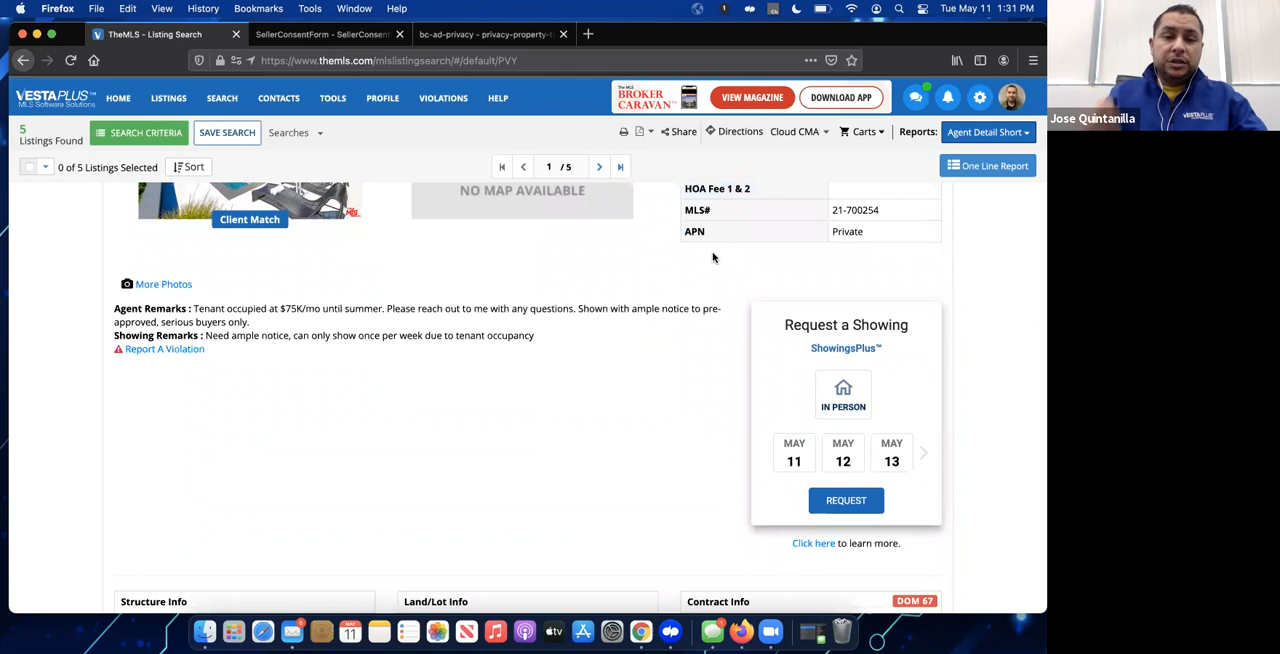 Firefox File Edit View History Bookmarks Tools Window Help
Tue May 11 1:31 PM
TheMLS - Listing Search
SellerConsentForm - SellerConsent
bc-ad-privacy - privacy-property-t
https://www.themls.com/mlslistingsearch/#/default/PVY
VESTAPLUS™
MLS Software Solutions
HOME LISTINGS SEARCH CONTACTS TOOLS PROFILE VIOLATIONS HELP
The MLS
BROKER
CARAVAN™
VIEW MAGAZINE
DOWNLOAD APP
5
Listings Found
SEARCH CRITERIA
SAVE SEARCH
Searches
Share
Directions
Cloud CMA
Carts
Reports:
Agent Detail Short
0 of 5 Listings Selected
Sort
1 / 5
One Line Report
Client Match
NO MAP AVAILABLE
HOA Fee 1 & 2
MLS# 21-700254
APN Private
More Photos
Agent Remarks : Tenant occupied at $75K/mo until summer. Please reach out to me with any questions. Shown with ample notice to pre-
approved, serious buyers only.
Showing Remarks : Need ample notice, can only show once per week due to tenant occupancy
Report A Violation
Request a Showing
ShowingsPlus™
IN PERSON
MAY MAY MAY
11 12 13
REQUEST
Click here to learn more.
Structure Info
Land/Lot Info
Contract Info
DOM 67
Jose Quintanilla
VESTAPLUS